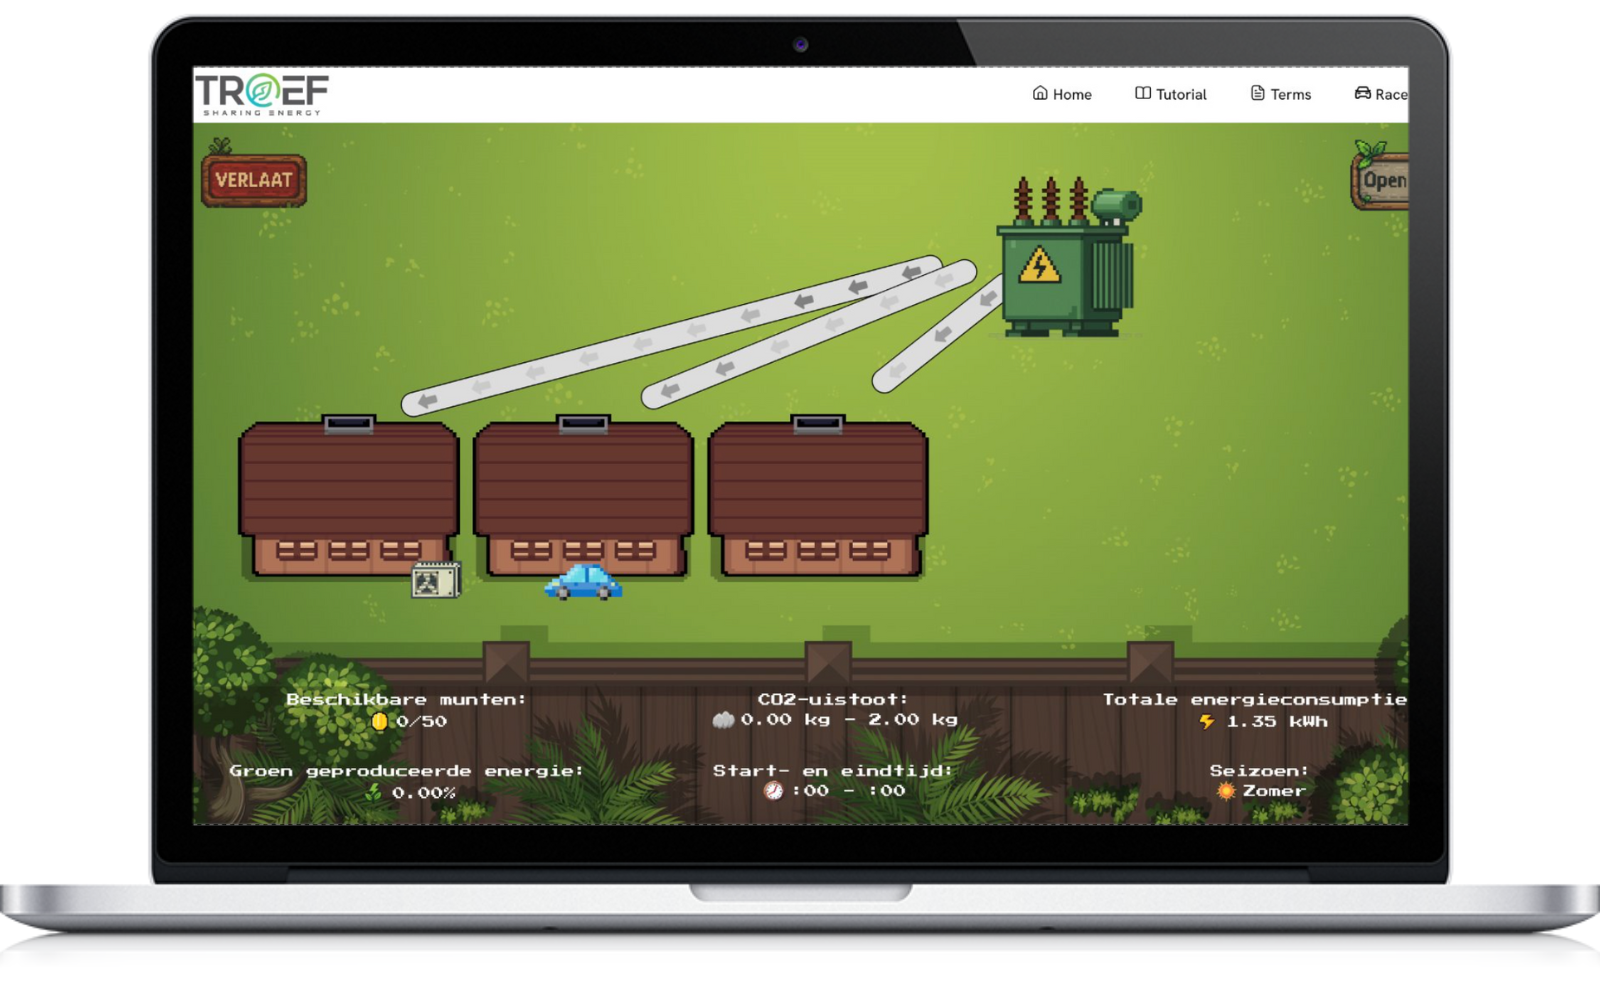 TROEF
SHARING ENERGY
Home
Tutorial
Terms
Race
VERLAAT
Open
Beschikbare munten:
0/50
CO2-uistoot:
0.00 kg - 2.00 kg
Totale energieconsumptie
1.35 kWh
Groen geproduceerde energie:
0.00%
Start- en eindtijd:
:00 - :00
Seizoen:
Zomer